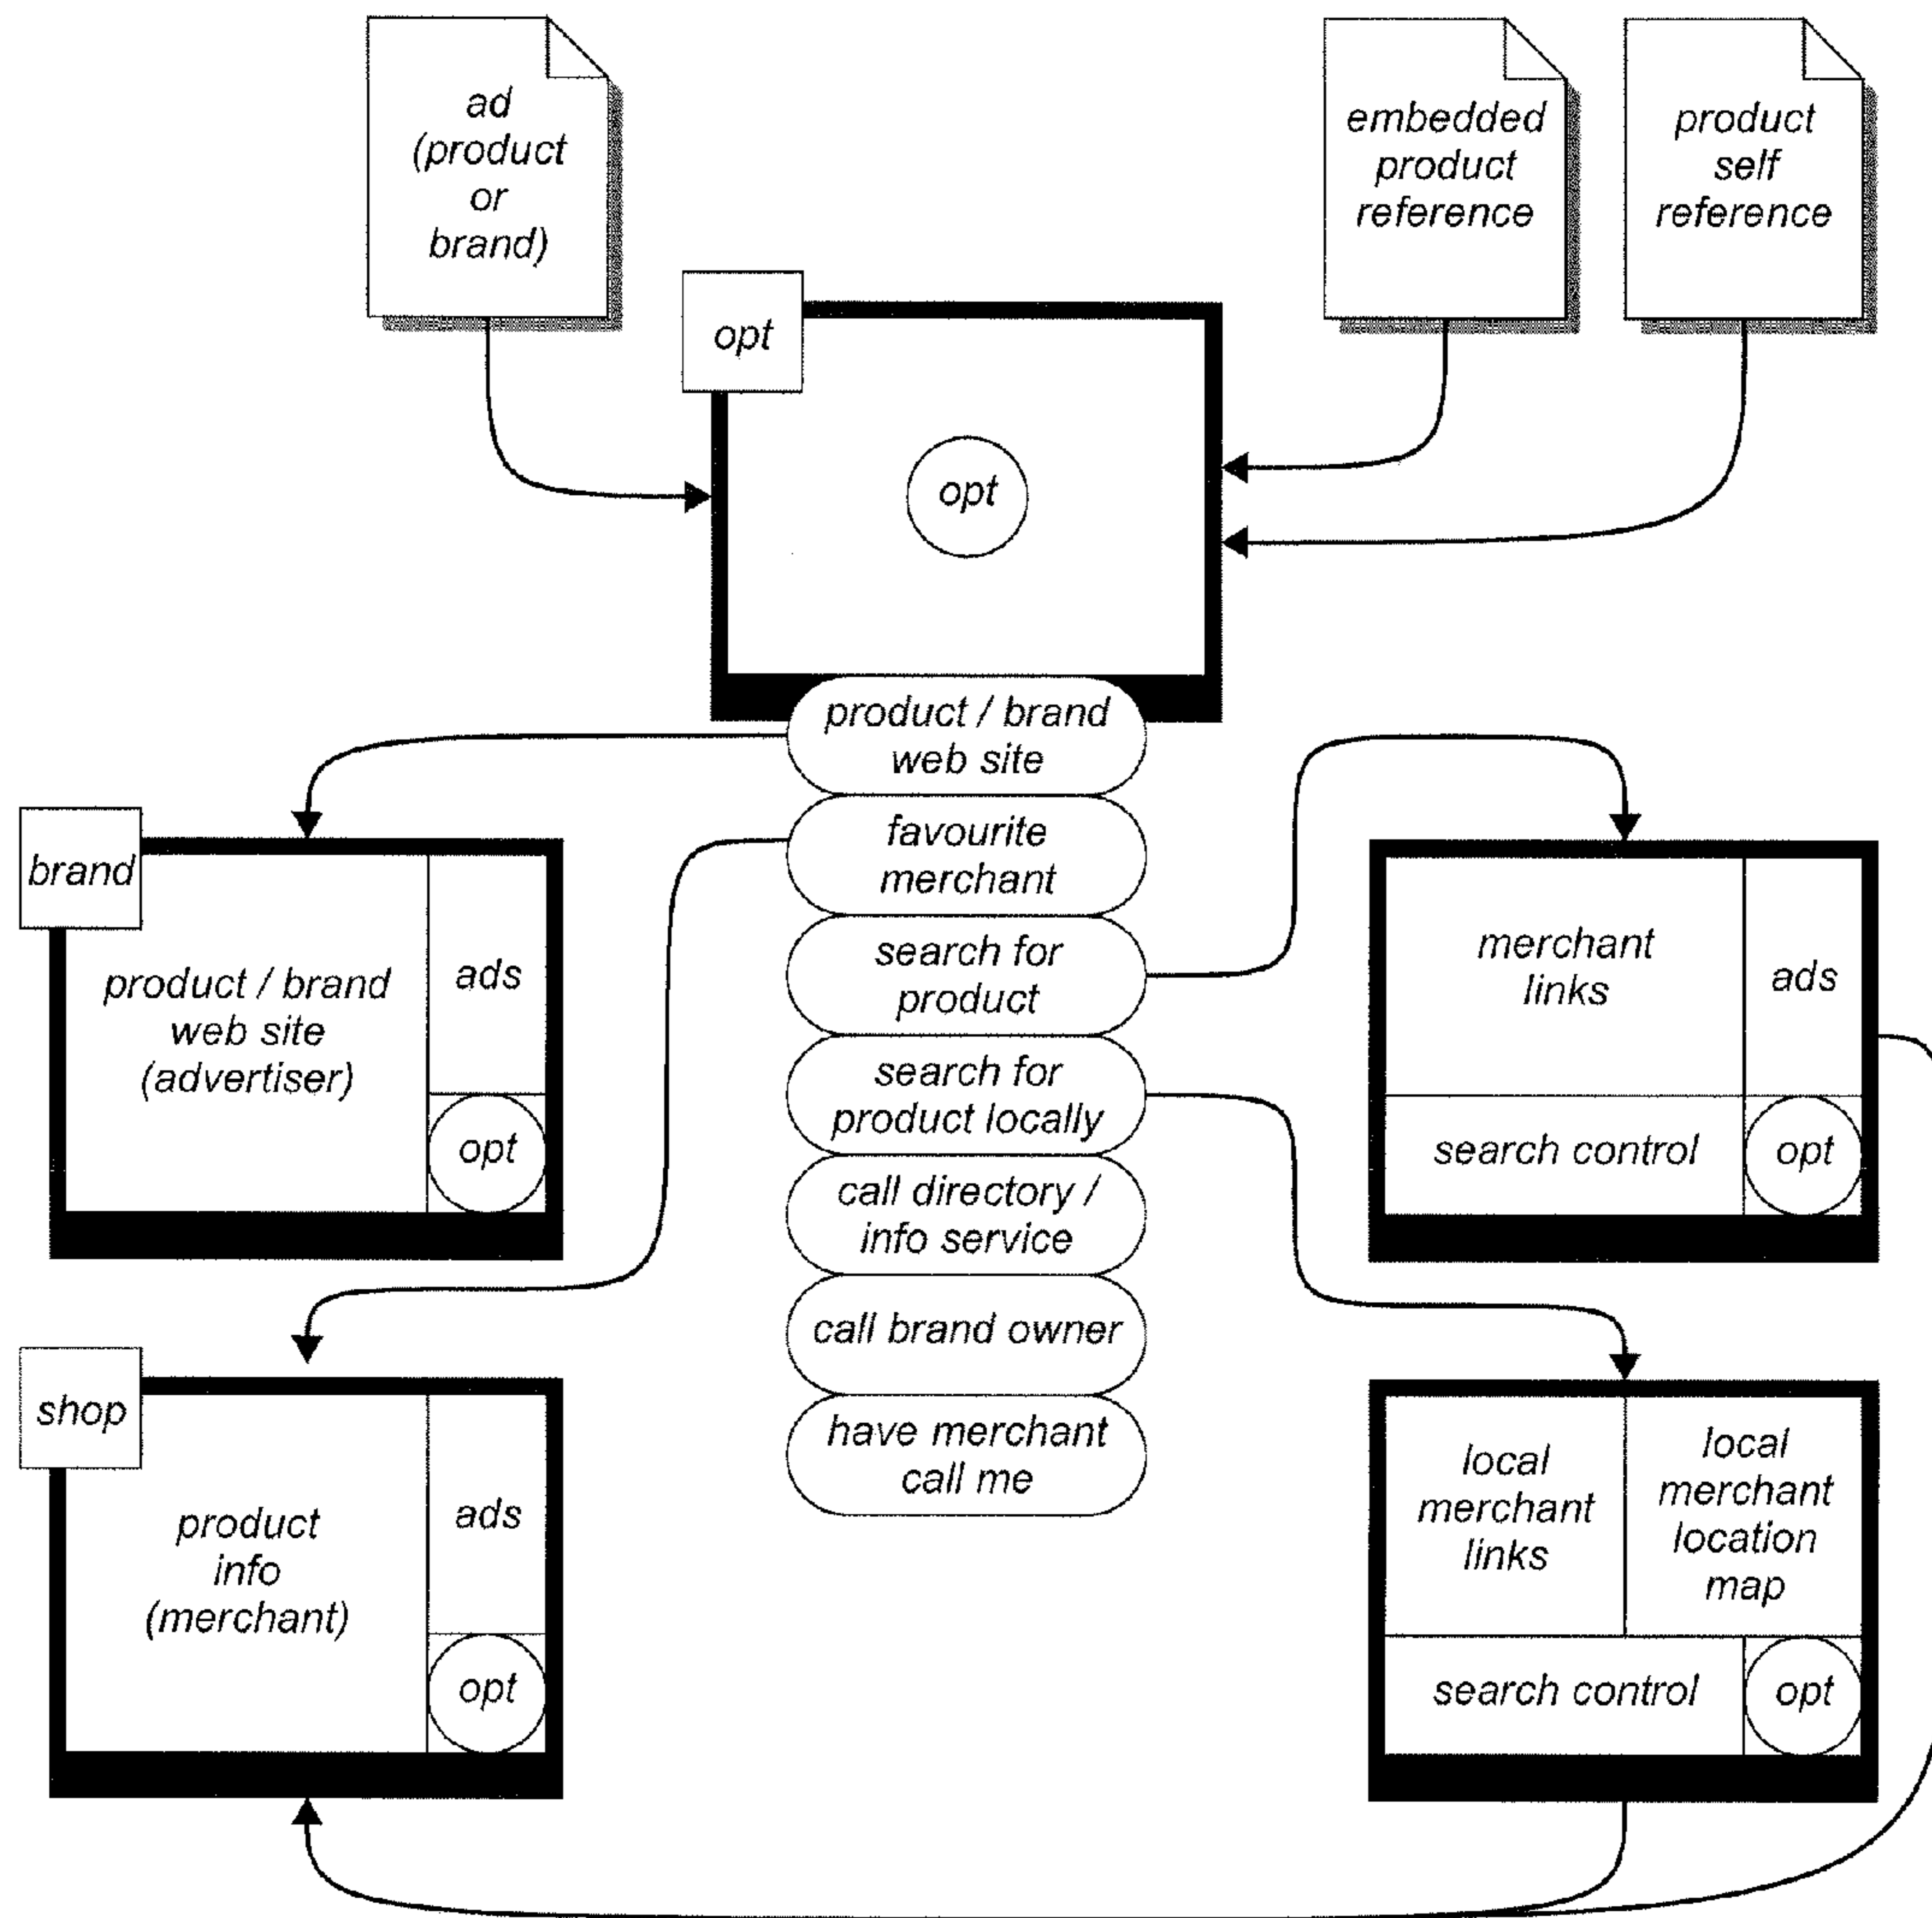 ad
(product
or
brand)
embedded
product
reference
product
self
reference
opt
opt
product / brand
web site
favourite
merchant
search for
product
search for
product locally
call directory /
info service
call brand owner
have merchant
call me
brand
product / brand
web site
(advertiser)
ads
opt
merchant
links
ads
search control
opt
shop
product
info
(merchant)
ads
opt
local
merchant
links
local
merchant
location
map
search control
opt